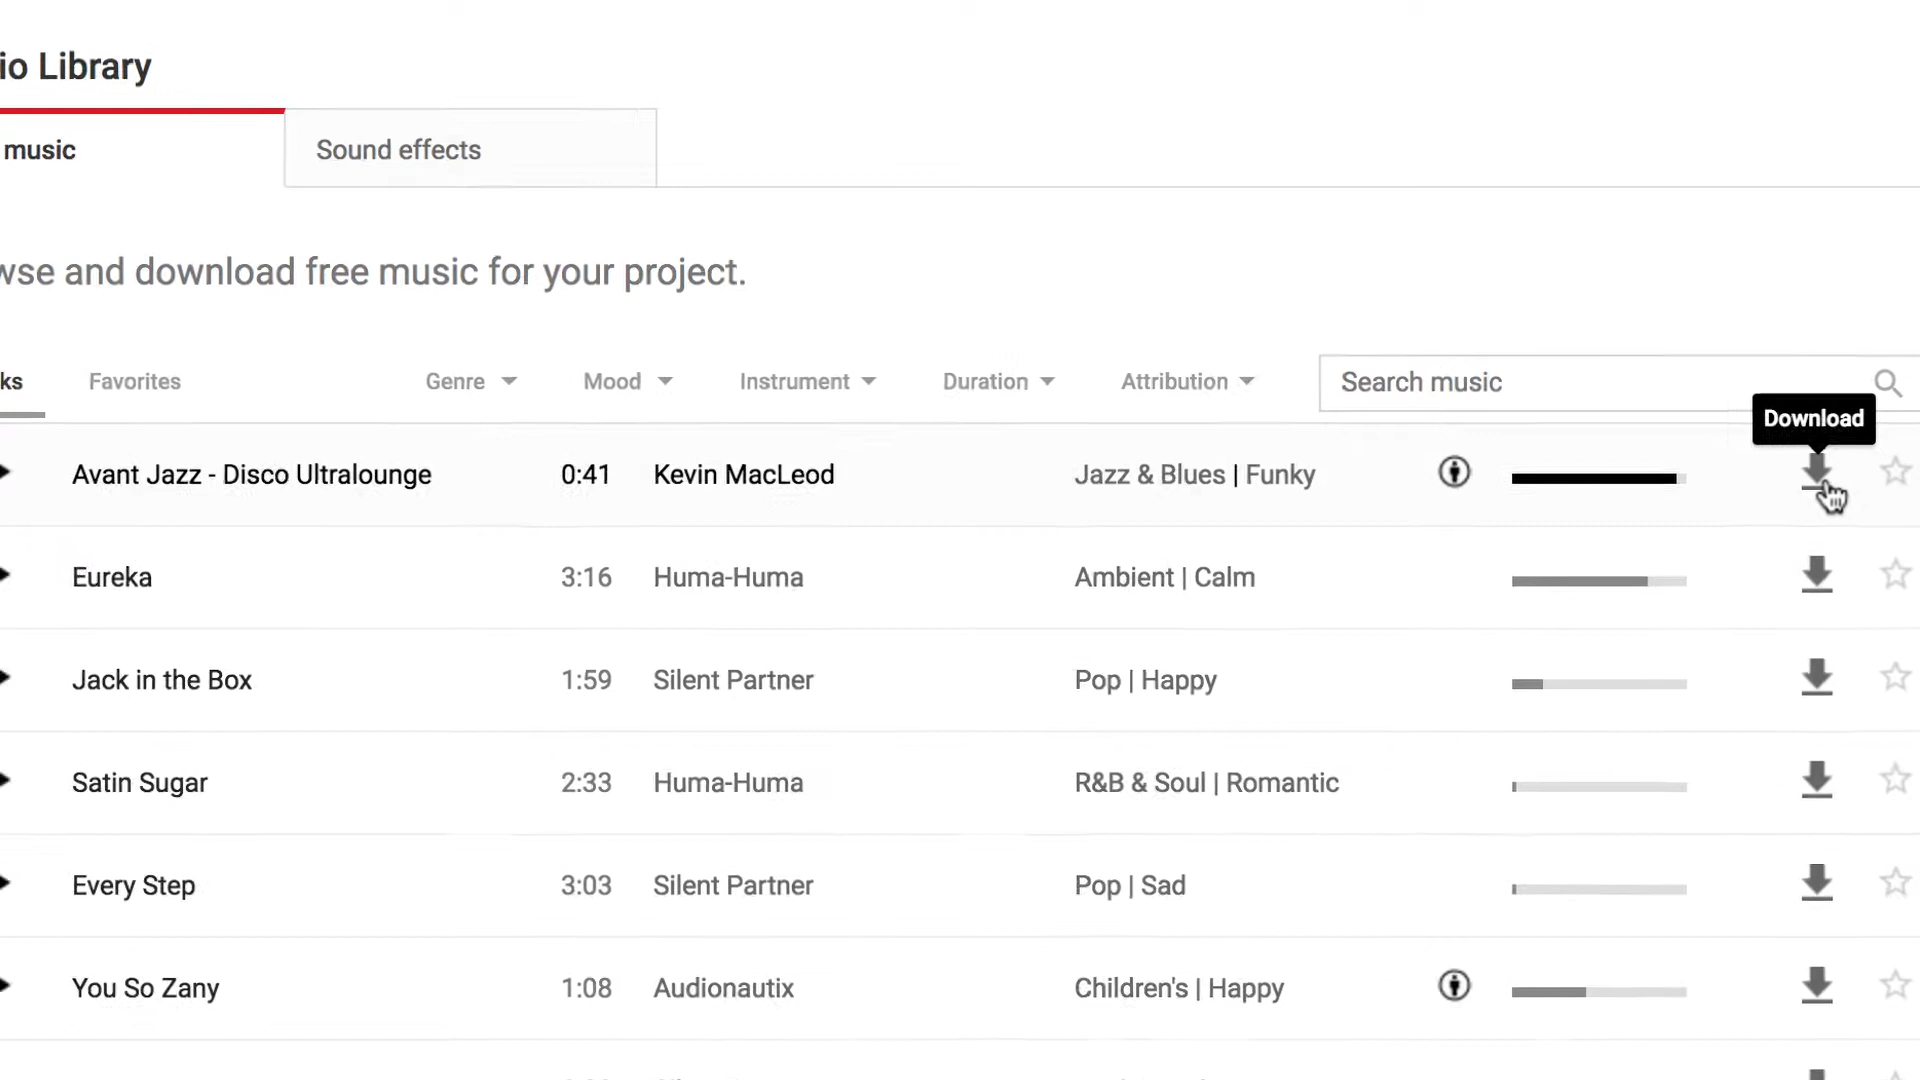 io Library
music
Sound effects
wse and download free music for your project.
ks Favorites Genre Mood Instrument Duration Attribution Search music
Download
Avant Jazz - Disco Ultralounge 0:41 Kevin MacLeod Jazz & Blues | Funky
Eureka 3:16 Huma-Huma Ambient | Calm
Jack in the Box 1:59 Silent Partner Pop | Happy
Satin Sugar 2:33 Huma-Huma R&B & Soul | Romantic
Every Step 3:03 Silent Partner Pop | Sad
You So Zany 1:08 Audionautix Children's | Happy